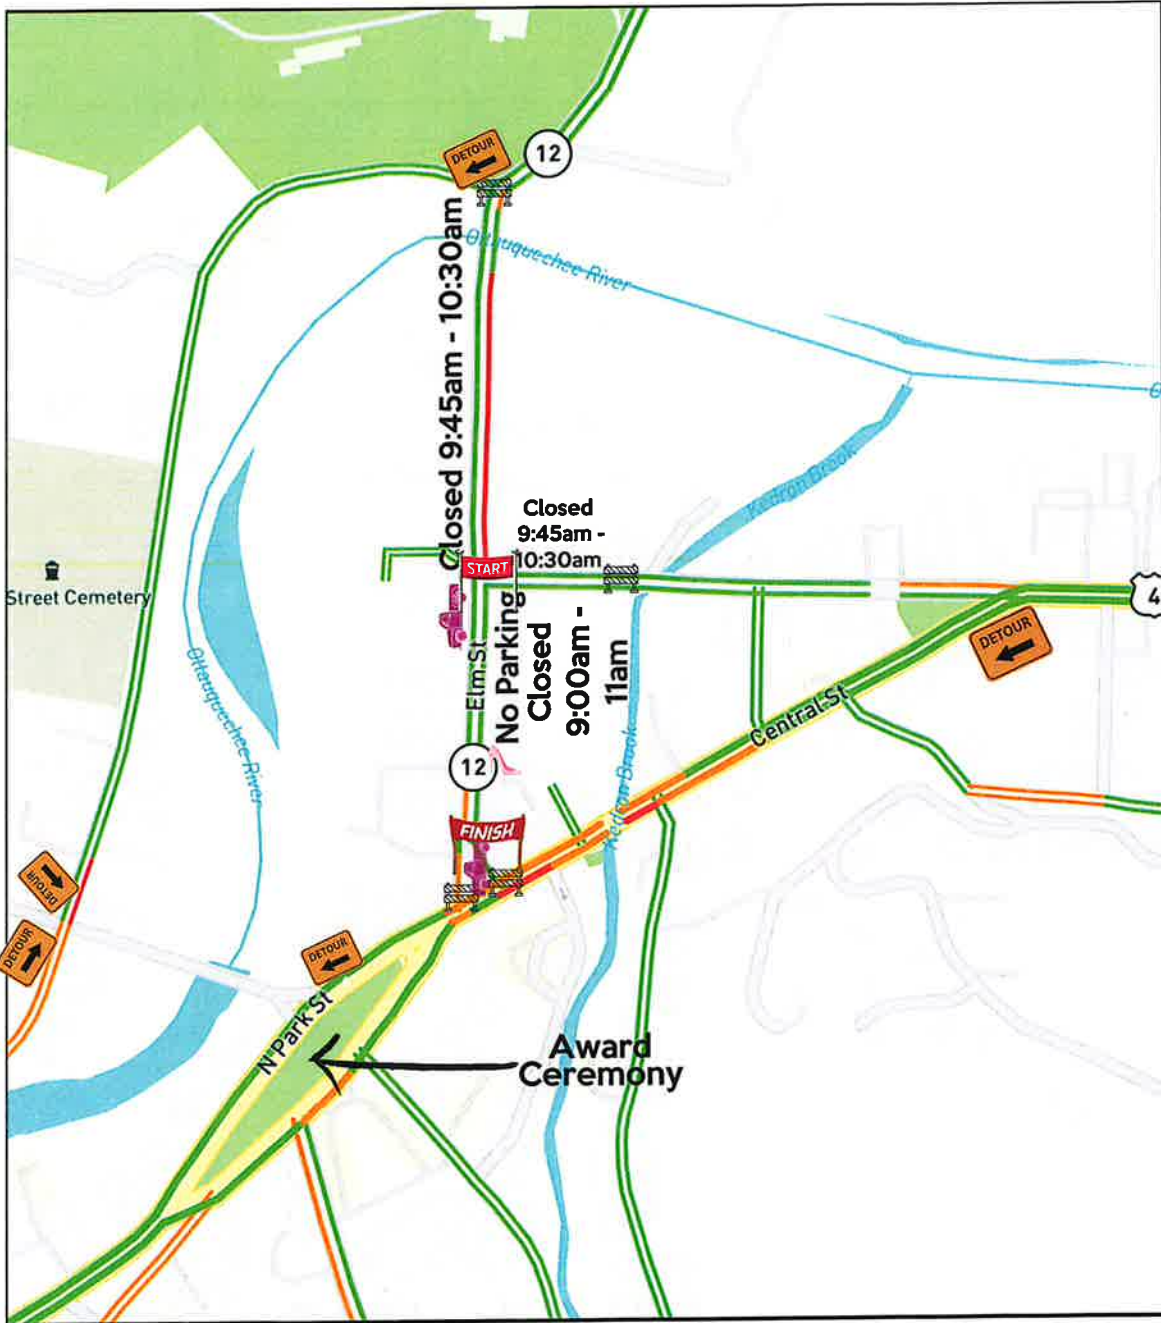 DETOUR
12
Closed 9:45am - 10:30am
Ottauquechee River
Kedron Brook
Closed
9:45am -
10:30am
START
Street Cemetery
4
DETOUR
No Parking
Closed
9:00am -
11am
Elm St
Ottauquechee River
Central St
12
Kedron Brook
FINISH
DETOUR
DETOUR
DETOUR
N Park St
Award
Ceremony